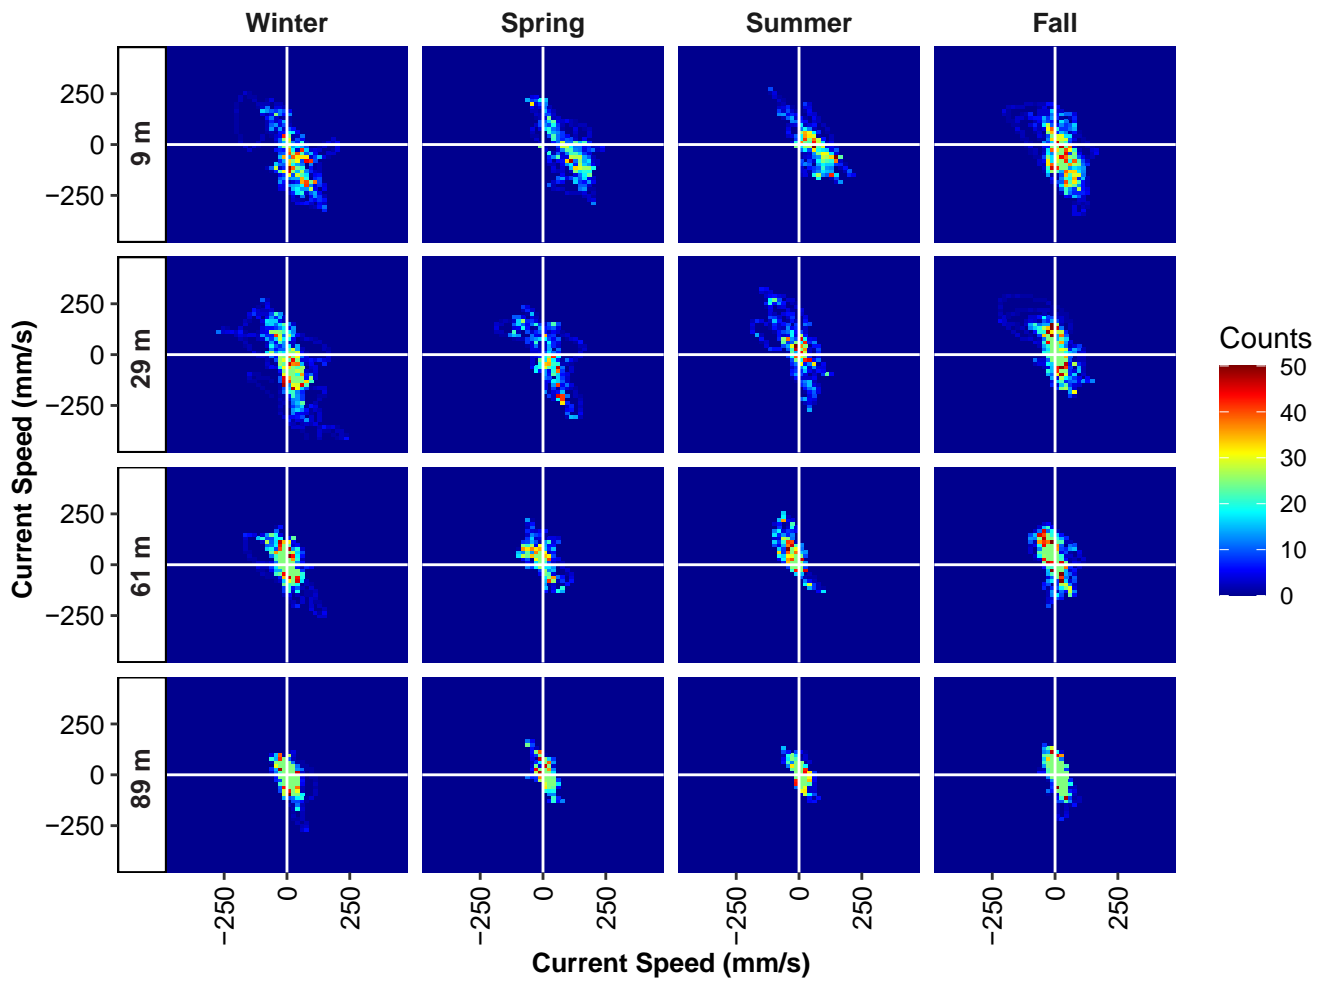 Winter Spring Summer Fall
250
0
−250
9 m
250
0
−250
29 m
250
0
−250
61 m
250
0
−250
89 m
Current Speed (mm/s)
−250 0 250 −250 0 250 −250 0 250 −250 0 250
Current Speed (mm/s)
Counts
50
40
30
20
10
0